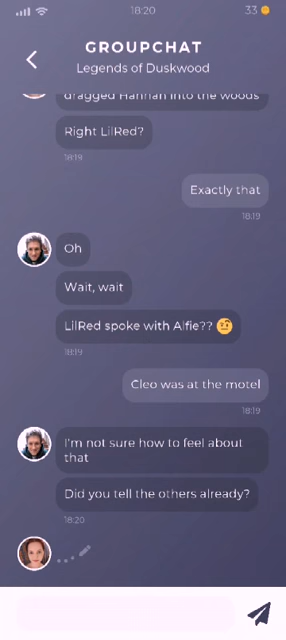 18:20
33
GROUPCHAT
Legends of Duskwood
dragged Hannah into the woods
Right LilRed?
18:19
Exactly that
18:19
Oh
Wait, wait
LilRed spoke with Alfie?? 🤨
18:19
Cleo was at the motel
18:19
I'm not sure how to feel about
that
Did you tell the others already?
18:20